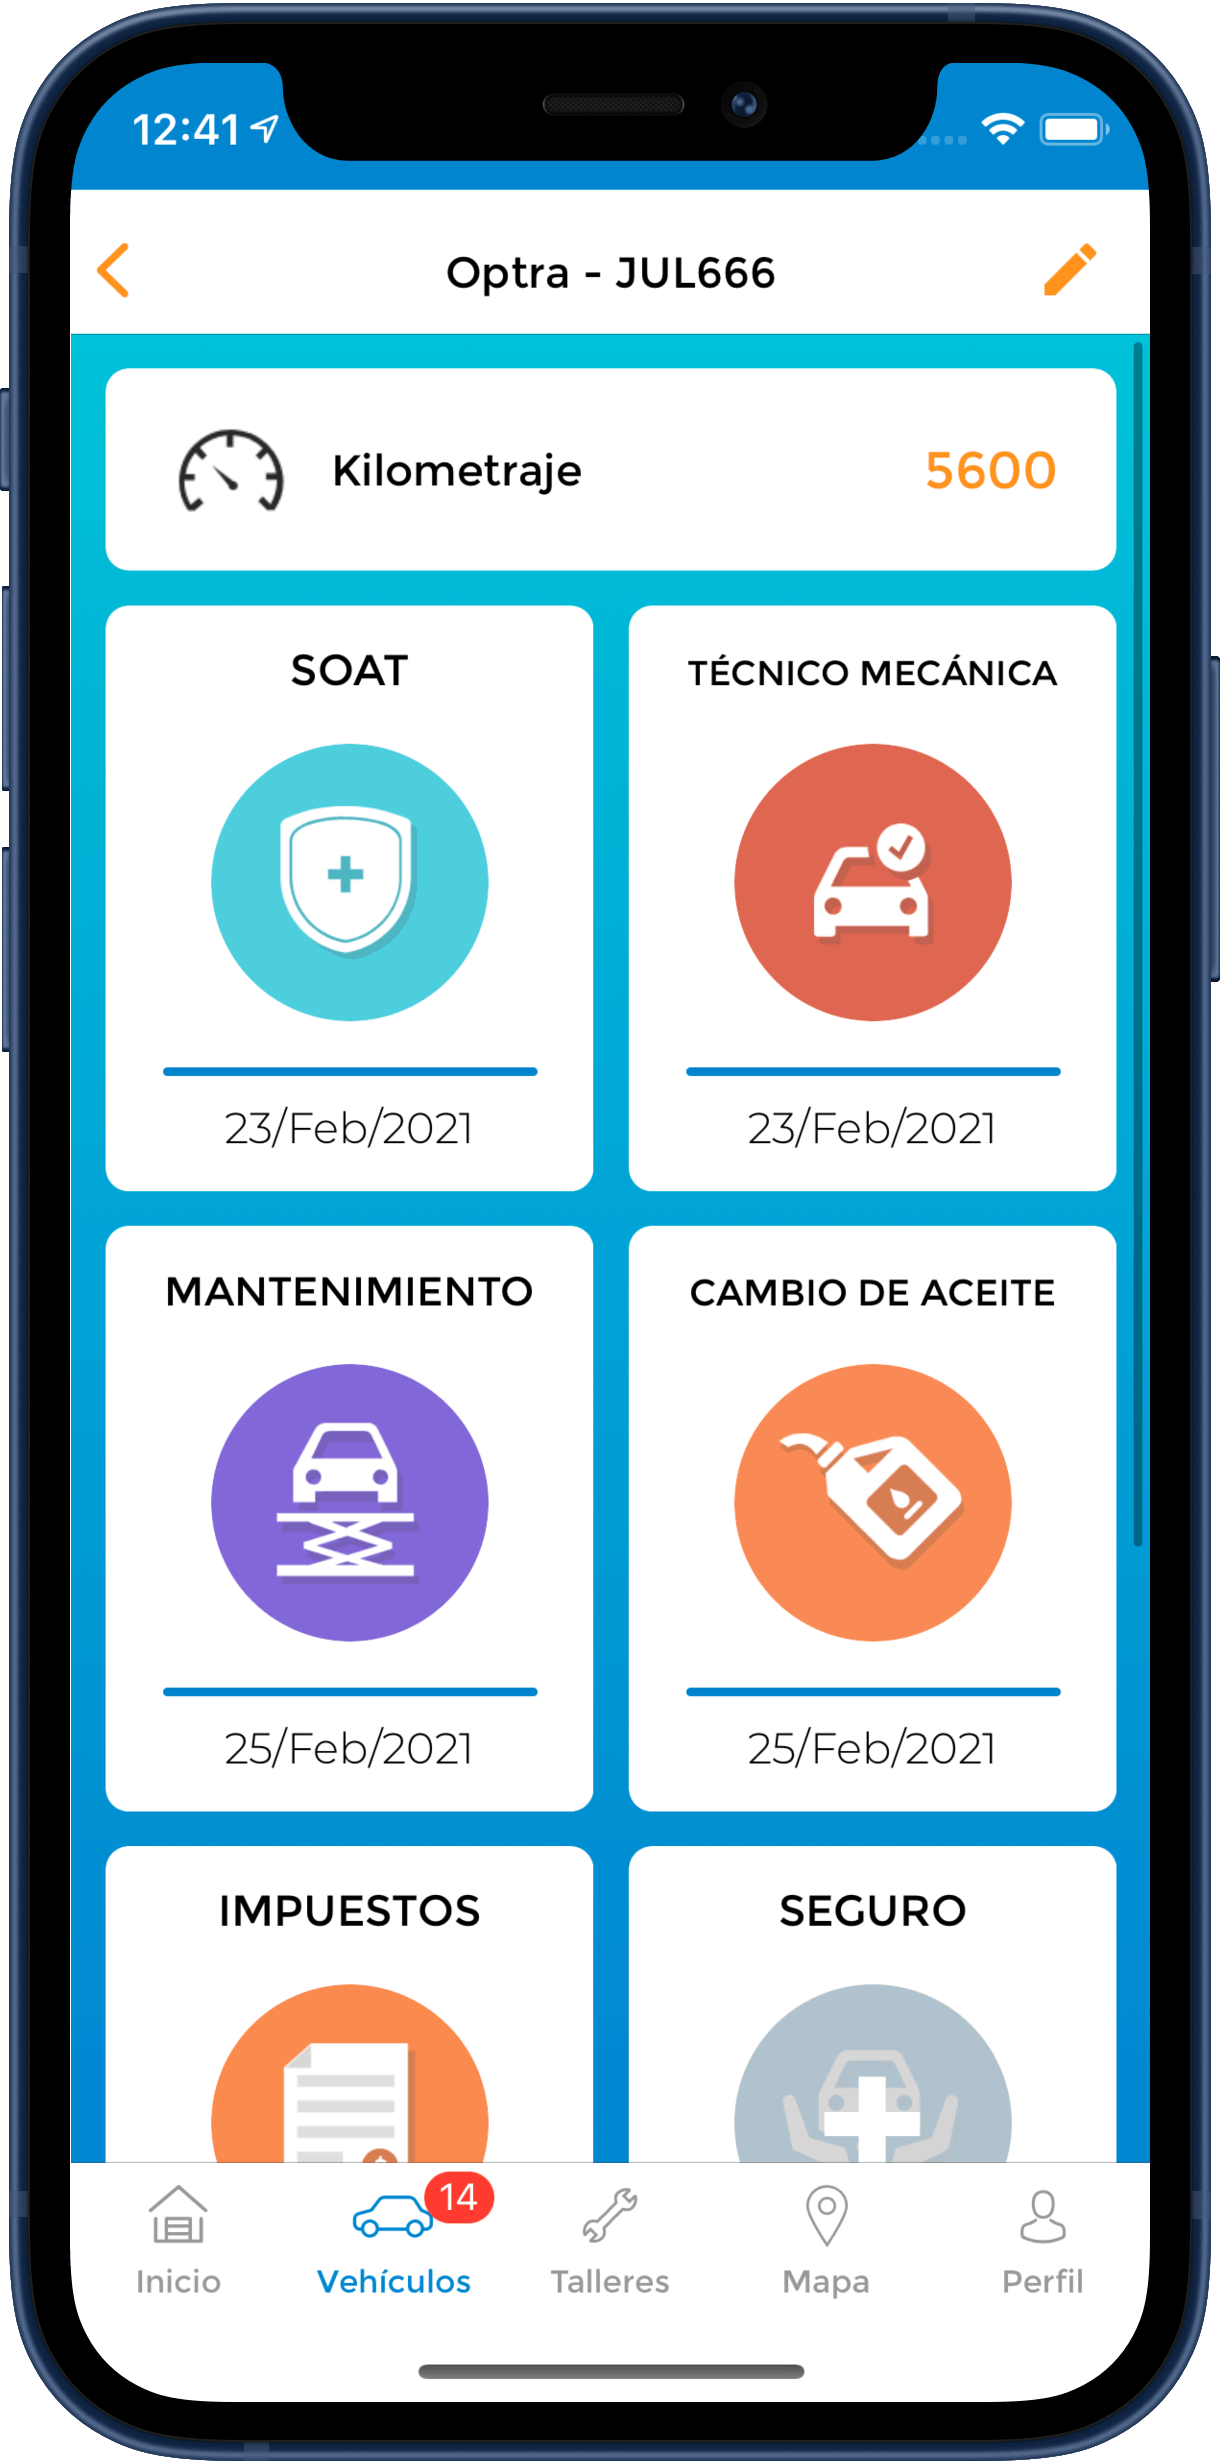 12:41
Optra - JUL666
Kilometraje 5600
SOAT
TÉCNICO MECÁNICA
23/Feb/2021
23/Feb/2021
MANTENIMIENTO
CAMBIO DE ACEITE
25/Feb/2021
25/Feb/2021
IMPUESTOS
SEGURO
14
Inicio
Vehículos
Talleres
Mapa
Perfil